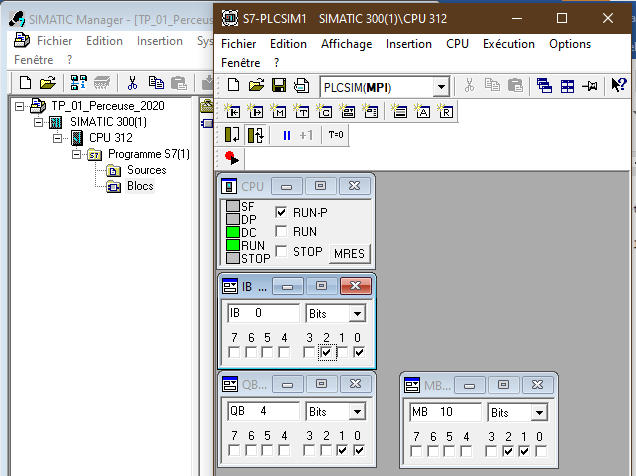 SIMATIC Manager - [TP_01_Perceuse_2020
Fichier Edition Insertion Sys
Fenêtre ?
TP_01_Perceuse_2020
SIMATIC 300(1)
CPU 312
S7 Programme S7(1)
Sources
Blocs
S7-PLCSIM1 SIMATIC 300(1)\CPU 312
Fichier Edition Affichage Insertion CPU Exécution Options
Fenêtre ?
PLCSIM(MPI)
+1 T=0
CPU
SF
DP
DC
RUN
STOP
RUN-P
RUN
STOP MRES
IB ...
IB 0 Bits
7 6 5 4 3 2 1 0
QB...
QB 4 Bits
7 6 5 4 3 2 1 0
MB...
MB 10 Bits
7 6 5 4 3 2 1 0